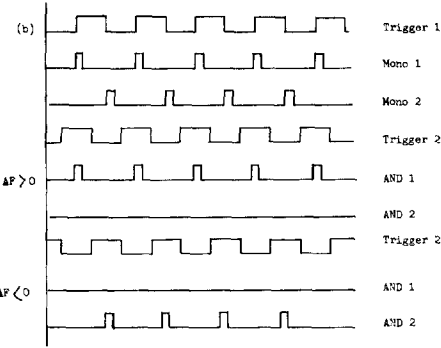 (b)
Trigger 1
Mono 1
Mono 2
Trigger 2
ΔF > 0
AND 1
AND 2
Trigger 2
ΔF < 0
AND 1
AND 2